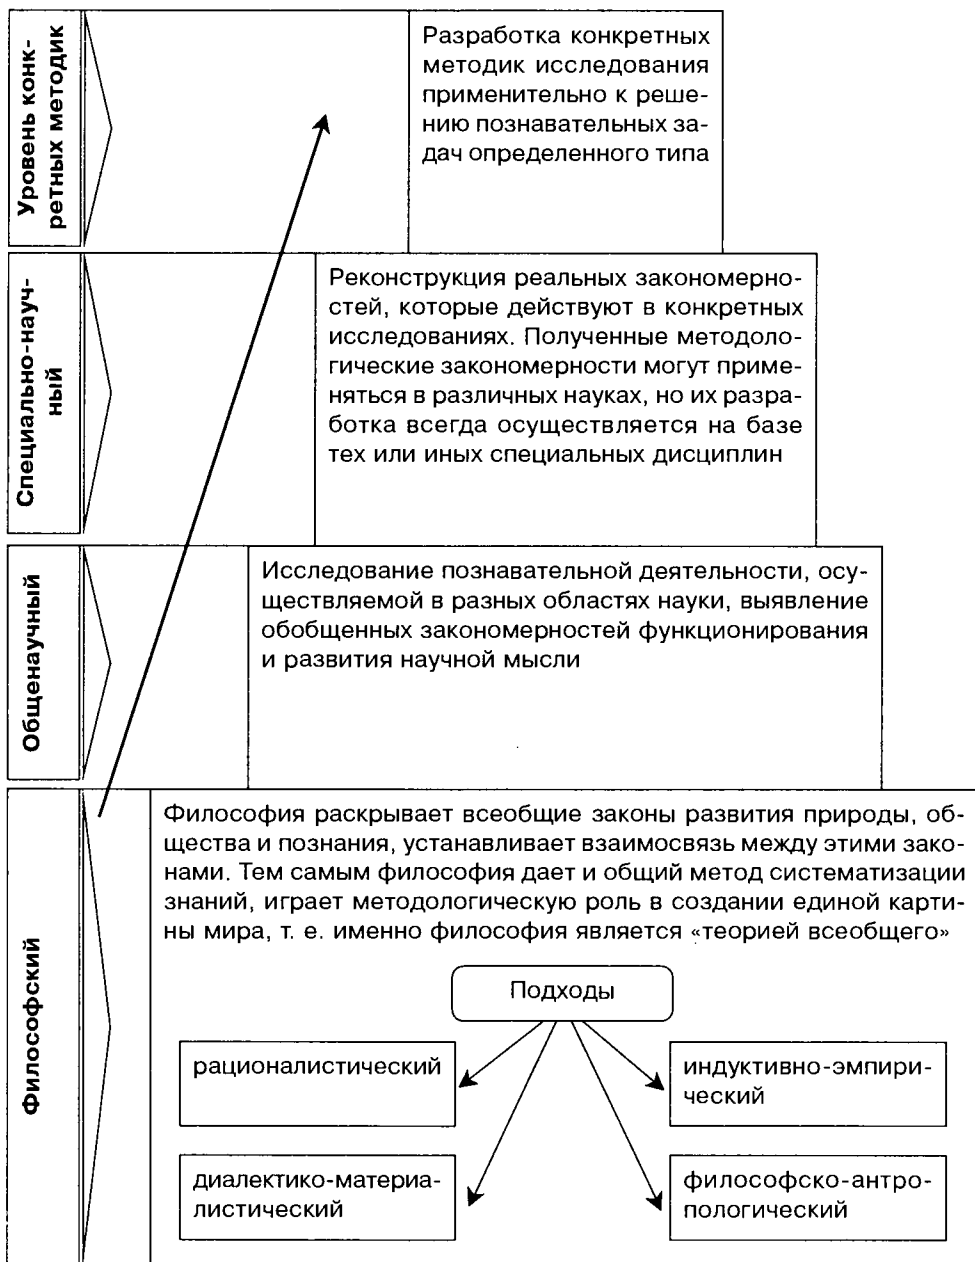 Уровень конк-
ретных методик
Разработка конкретных
методик исследования
применительно к реше-
нию познавательных за-
дач определенного типа
Специально-науч-
ный
Реконструкция реальных закономерно-
стей, которые действуют в конкретных
исследованиях. Полученные методоло-
гические закономерности могут приме-
няться в различных науках, но их разра-
ботка всегда осуществляется на базе
тех или иных специальных дисциплин
Общенаучный
Исследование познавательной деятельности, осу-
ществляемой в разных областях науки, выявление
обобщенных закономерностей функционирования
и развития научной мысли
Философский
Философия раскрывает всеобщие законы развития природы, об-
щества и познания, устанавливает взаимосвязь между этими зако-
нами. Тем самым философия дает и общий метод систематизации
знаний, играет методологическую роль в создании единой карти-
ны мира, т. е. именно философия является «теорией всеобщего»
Подходы
рационалистический
индуктивно-эмпири-
ческий
диалектико-материа-
листический
философско-антро-
пологический